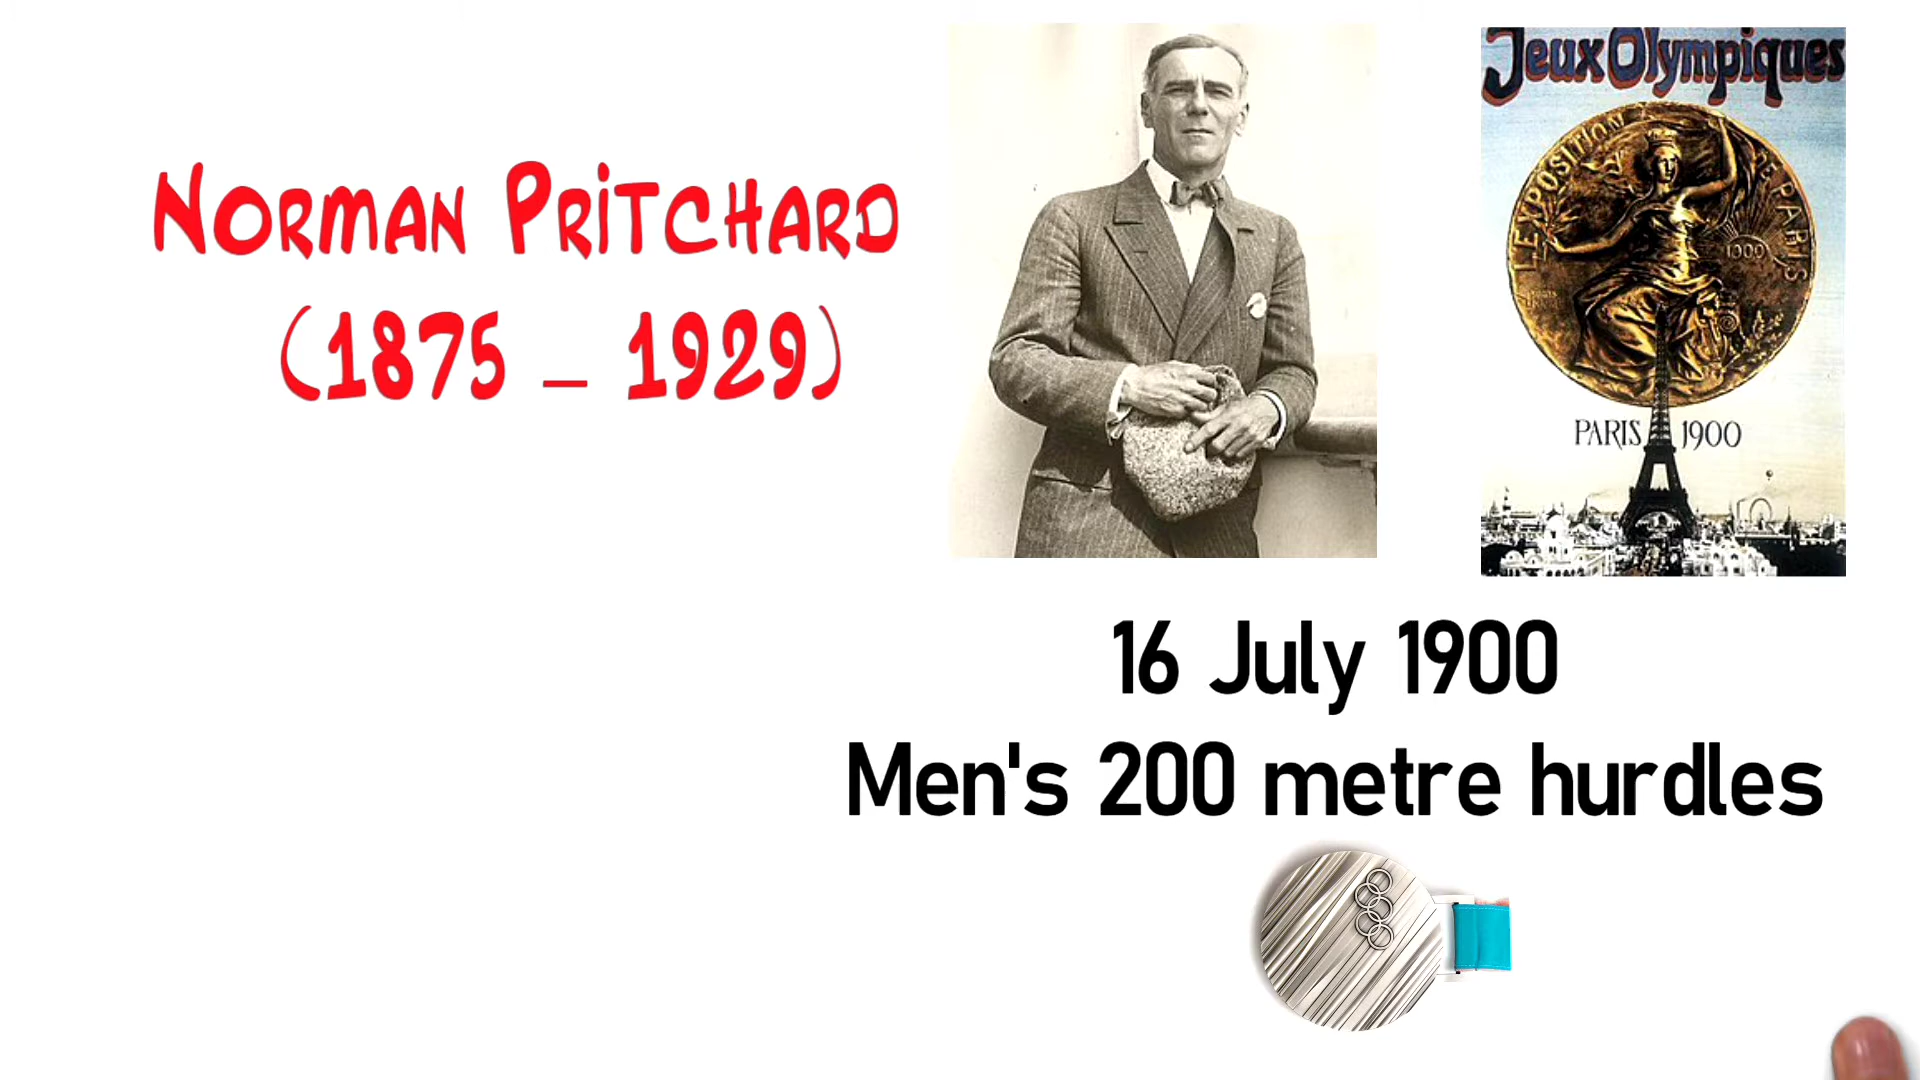 Norman Pritchard
(1875 – 1929)
Jeux Olympiques
L'EXPOSITION DE PARIS
1900
PARIS 1900
16 July 1900
Men's 200 metre hurdles